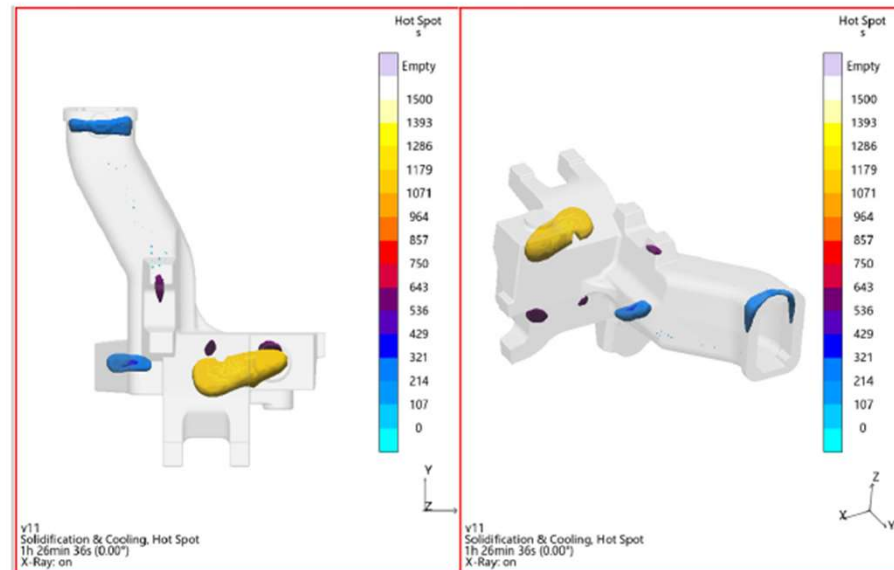 Hot Spot
s
Empty
1500
1393
1286
1179
1071
964
857
750
643
536
429
321
214
107
0
Y
Z
v11
Solidification & Cooling, Hot Spot
1h 26min 36s (0.00°)
X-Ray: on
Hot Spot
s
Empty
1500
1393
1286
1179
1071
964
857
750
643
536
429
321
214
107
0
Z
X
Y
v11
Solidification & Cooling, Hot Spot
1h 26min 36s (0.00°)
X-Ray: on